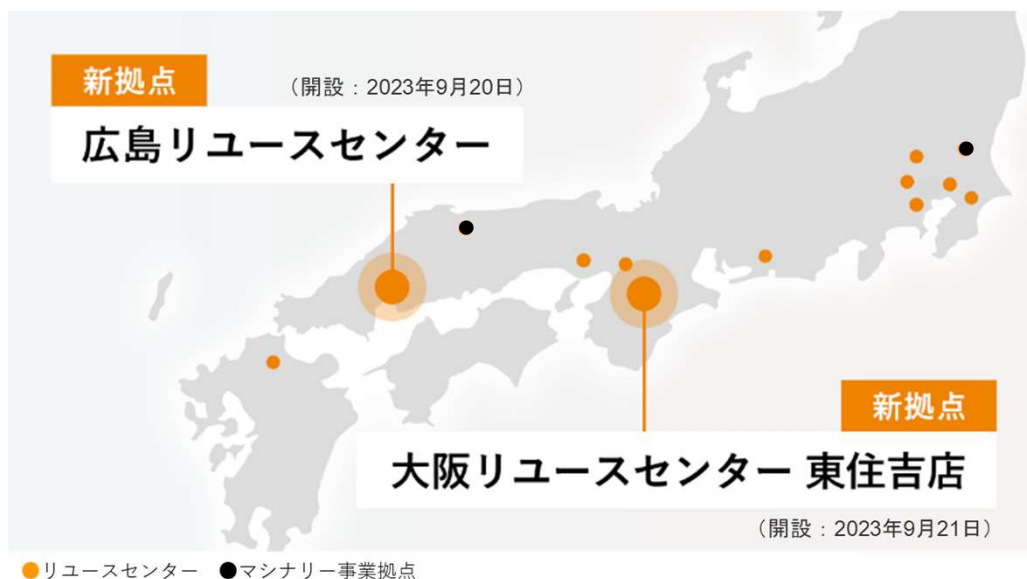 新拠点
（開設：2023年9月20日）
広島リユースセンター
新拠点
大阪リユースセンター 東住吉店
（開設：2023年9月21日）
●リユースセンター ●マシナリー事業拠点